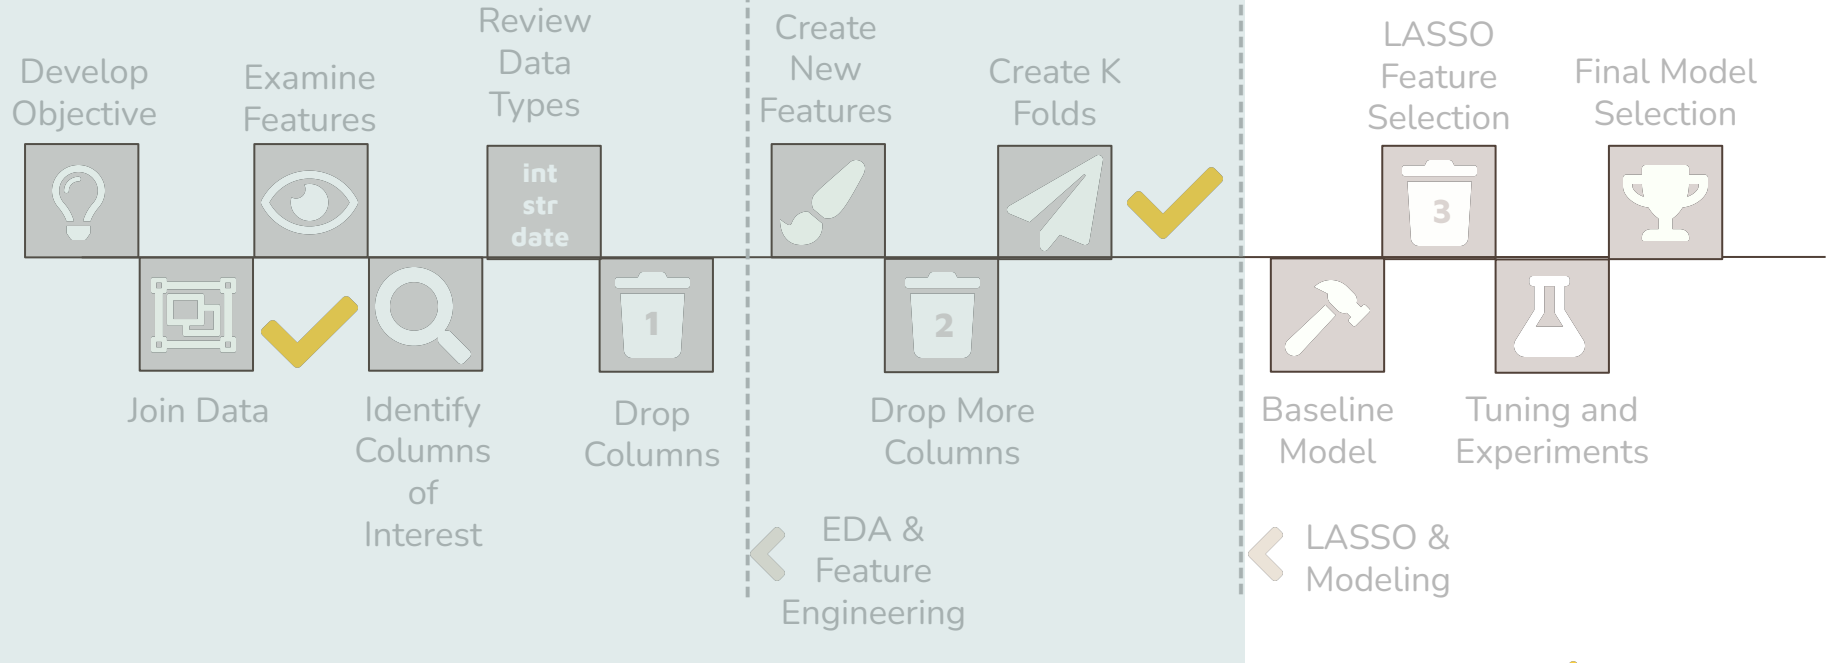 Develop
Objective
Join Data
Examine
Features
Identify
Columns
of
Interest
Review
Data
Types
int
str
date
1
Drop
Columns
Create
New
Features
2
Drop More
Columns
Create K
Folds
EDA &
Feature
Engineering
Baseline
Model
LASSO
Feature
Selection
3
Tuning and
Experiments
Final Model
Selection
LASSO &
Modeling